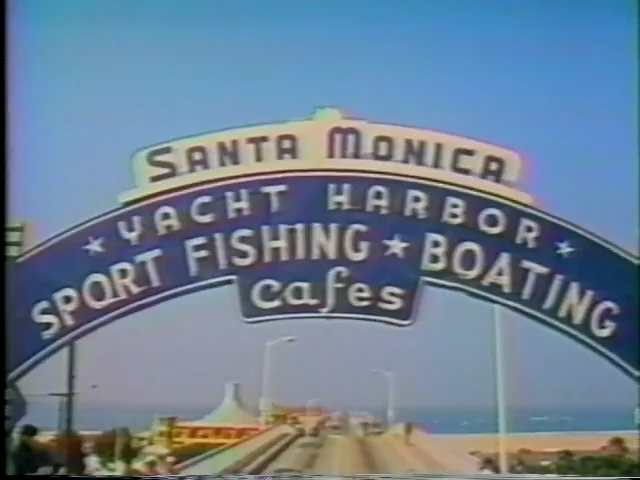 SANTA MONICA
YACHT HARBOR
SPORT FISHING ★ BOATING
cafes